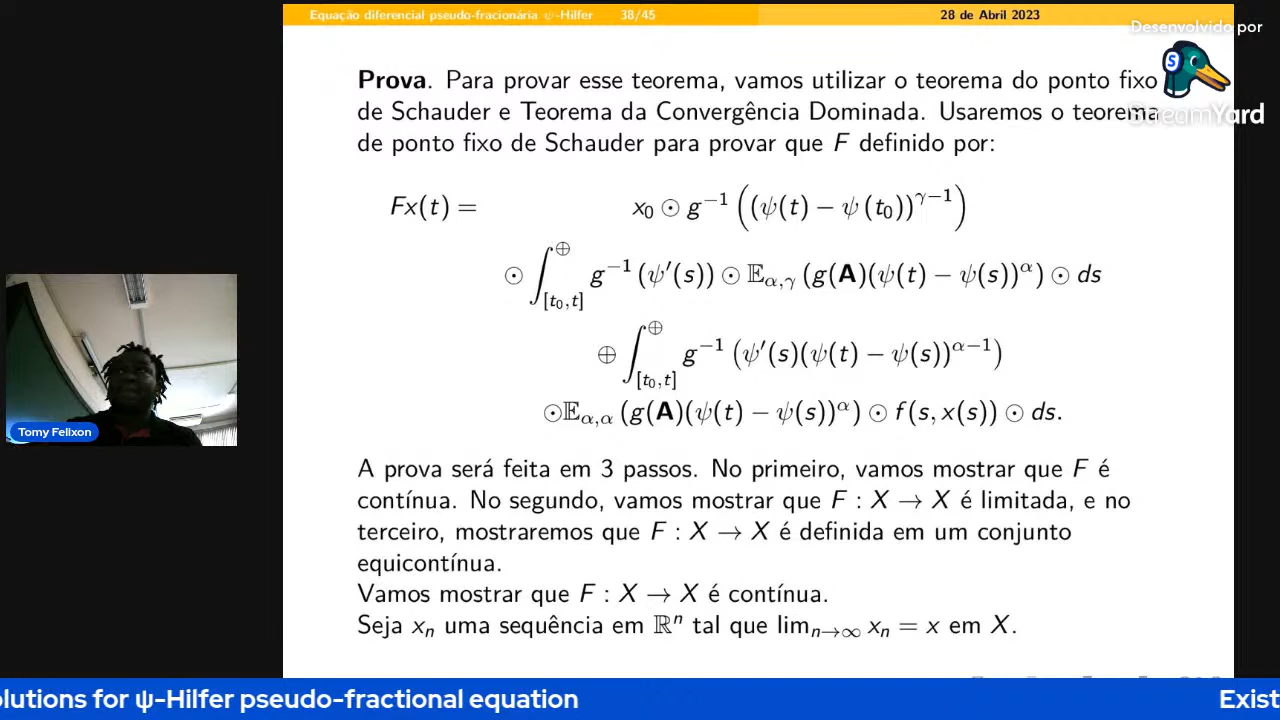 Equação diferencial pseudo-fracionária ψ-Hilfer 38/45 28 de Abril 2023
Desenvolvido por
StreamYard
Prova. Para provar esse teorema, vamos utilizar o teorema do ponto fixo
de Schauder e Teorema da Convergência Dominada. Usaremos o teorema
de ponto fixo de Schauder para provar que F definido por:
Fx(t) = x₀ ⊙ g⁻¹ ((ψ(t) − ψ (t₀))^{γ−1})
⊙ ∫^⊕_{[t₀,t]} g⁻¹ (ψ′(s)) ⊙ 𝔼_{α,γ} (g(A)(ψ(t) − ψ(s))^α) ⊙ ds
⊕ ∫^⊕_{[t₀,t]} g⁻¹ (ψ′(s)(ψ(t) − ψ(s))^{α−1})
⊙𝔼_{α,α} (g(A)(ψ(t) − ψ(s))^α) ⊙ f(s, x(s)) ⊙ ds.
A prova será feita em 3 passos. No primeiro, vamos mostrar que F é
contínua. No segundo, vamos mostrar que F : X → X é limitada, e no
terceiro, mostraremos que F : X → X é definida em um conjunto
equicontínua.
Vamos mostrar que F : X → X é contínua.
Seja xₙ uma sequência em ℝⁿ tal que lim_{n→∞} xₙ = x em X.
Tomy Felixon
olutions for ψ-Hilfer pseudo-fractional equation Exist